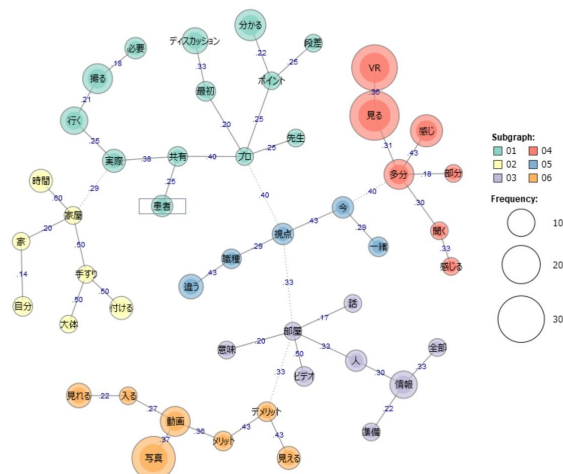 VR
分かる
ディスカッション
必要
.18
.33
.22
段差
撮る
ポイント
.25
.36
最初
.21
見る
感じ
行く
.20
.25
.31
.43
.25
先生
.25
実際
.38
共有
.40
プロ
多分
.18
部分
時間
.60
.29
.25
患者
.40
.40
.30
聞く
家屋
今
.33
.20
視点
.43
感じる
家
.50
職種
.29
.29
一緒
手すり
違う
.43
.14
.50
.50
付ける
.33
自分
大体
話
.17
部屋
全部
意味
.20
.33
.50
人
.33
ビデオ
.30
情報
.33
見れる
.22
入る
.22
.27
デメリット
準備
動画
.36
メリット
.43
.37
.43
写真
見える
Subgraph:
01
04
02
05
03
06
Frequency:
10
20
30